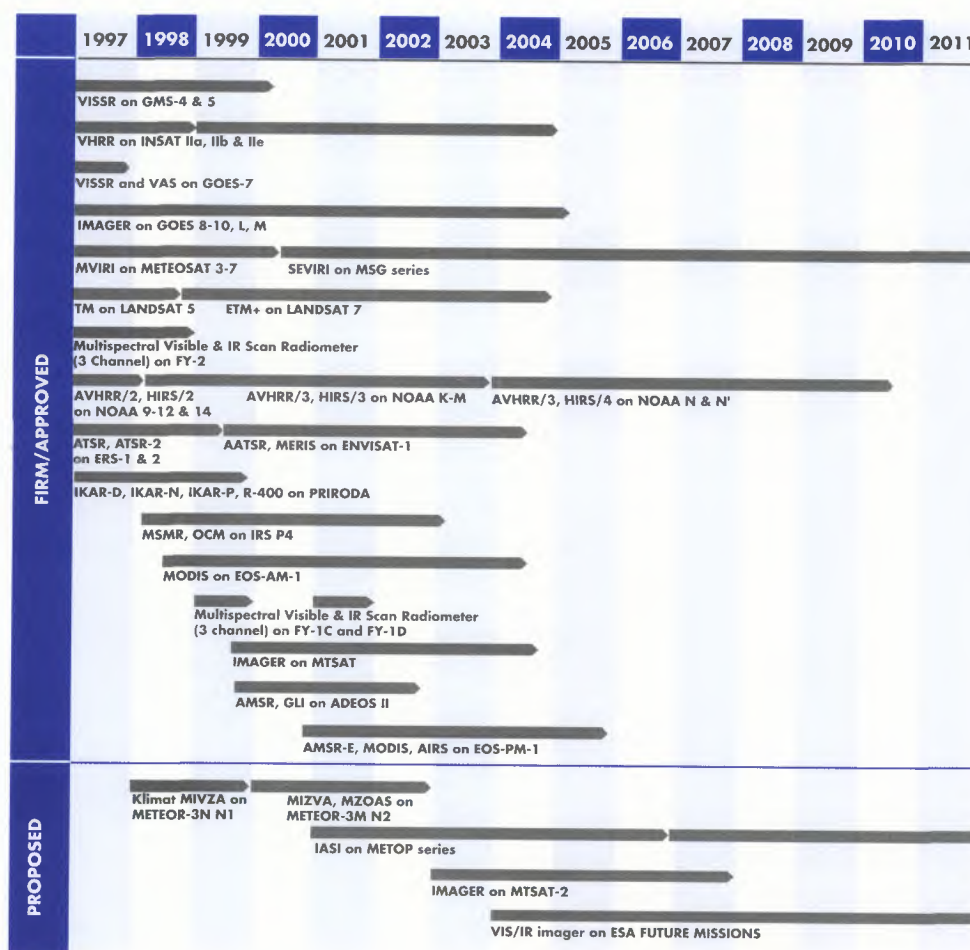 1997 1998 1999 2000 2001 2002 2003 2004 2005 2006 2007 2008 2009 2010 2011
FIRM/APPROVED
VISSR on GMS-4 & 5
VHRR on INSAT IIa, IIb & IIe
VISSR and VAS on GOES-7
IMAGER on GOES 8-10, L, M
MVIRI on METEOSAT 3-7 SEVIRI on MSG series
TM on LANDSAT 5 ETM+ on LANDSAT 7
Multispectral Visible & IR Scan Radiometer
(3 Channel) on FY-2
AVHRR/2, HIRS/2
on NOAA 9-12 & 14
AVHRR/3, HIRS/3 on NOAA K-M
AVHRR/3, HIRS/4 on NOAA N & N'
ATSR, ATSR-2
on ERS-1 & 2
AATSR, MERIS on ENVISAT-1
IKAR-D, IKAR-N, IKAR-P, R-400 on PRIRODA
MSMR, OCM on IRS P4
MODIS on EOS-AM-1
Multispectral Visible & IR Scan Radiometer
(3 channel) on FY-1C and FY-1D
IMAGER on MTSAT
AMSR, GLI on ADEOS II
AMSR-E, MODIS, AIRS on EOS-PM-1
PROPOSED
Klimat MIVZA on
METEOR-3N N1
MIZVA, MZOAS on
METEOR-3M N2
IASI on METOP series
IMAGER on MTSAT-2
VIS/IR imager on ESA FUTURE MISSIONS